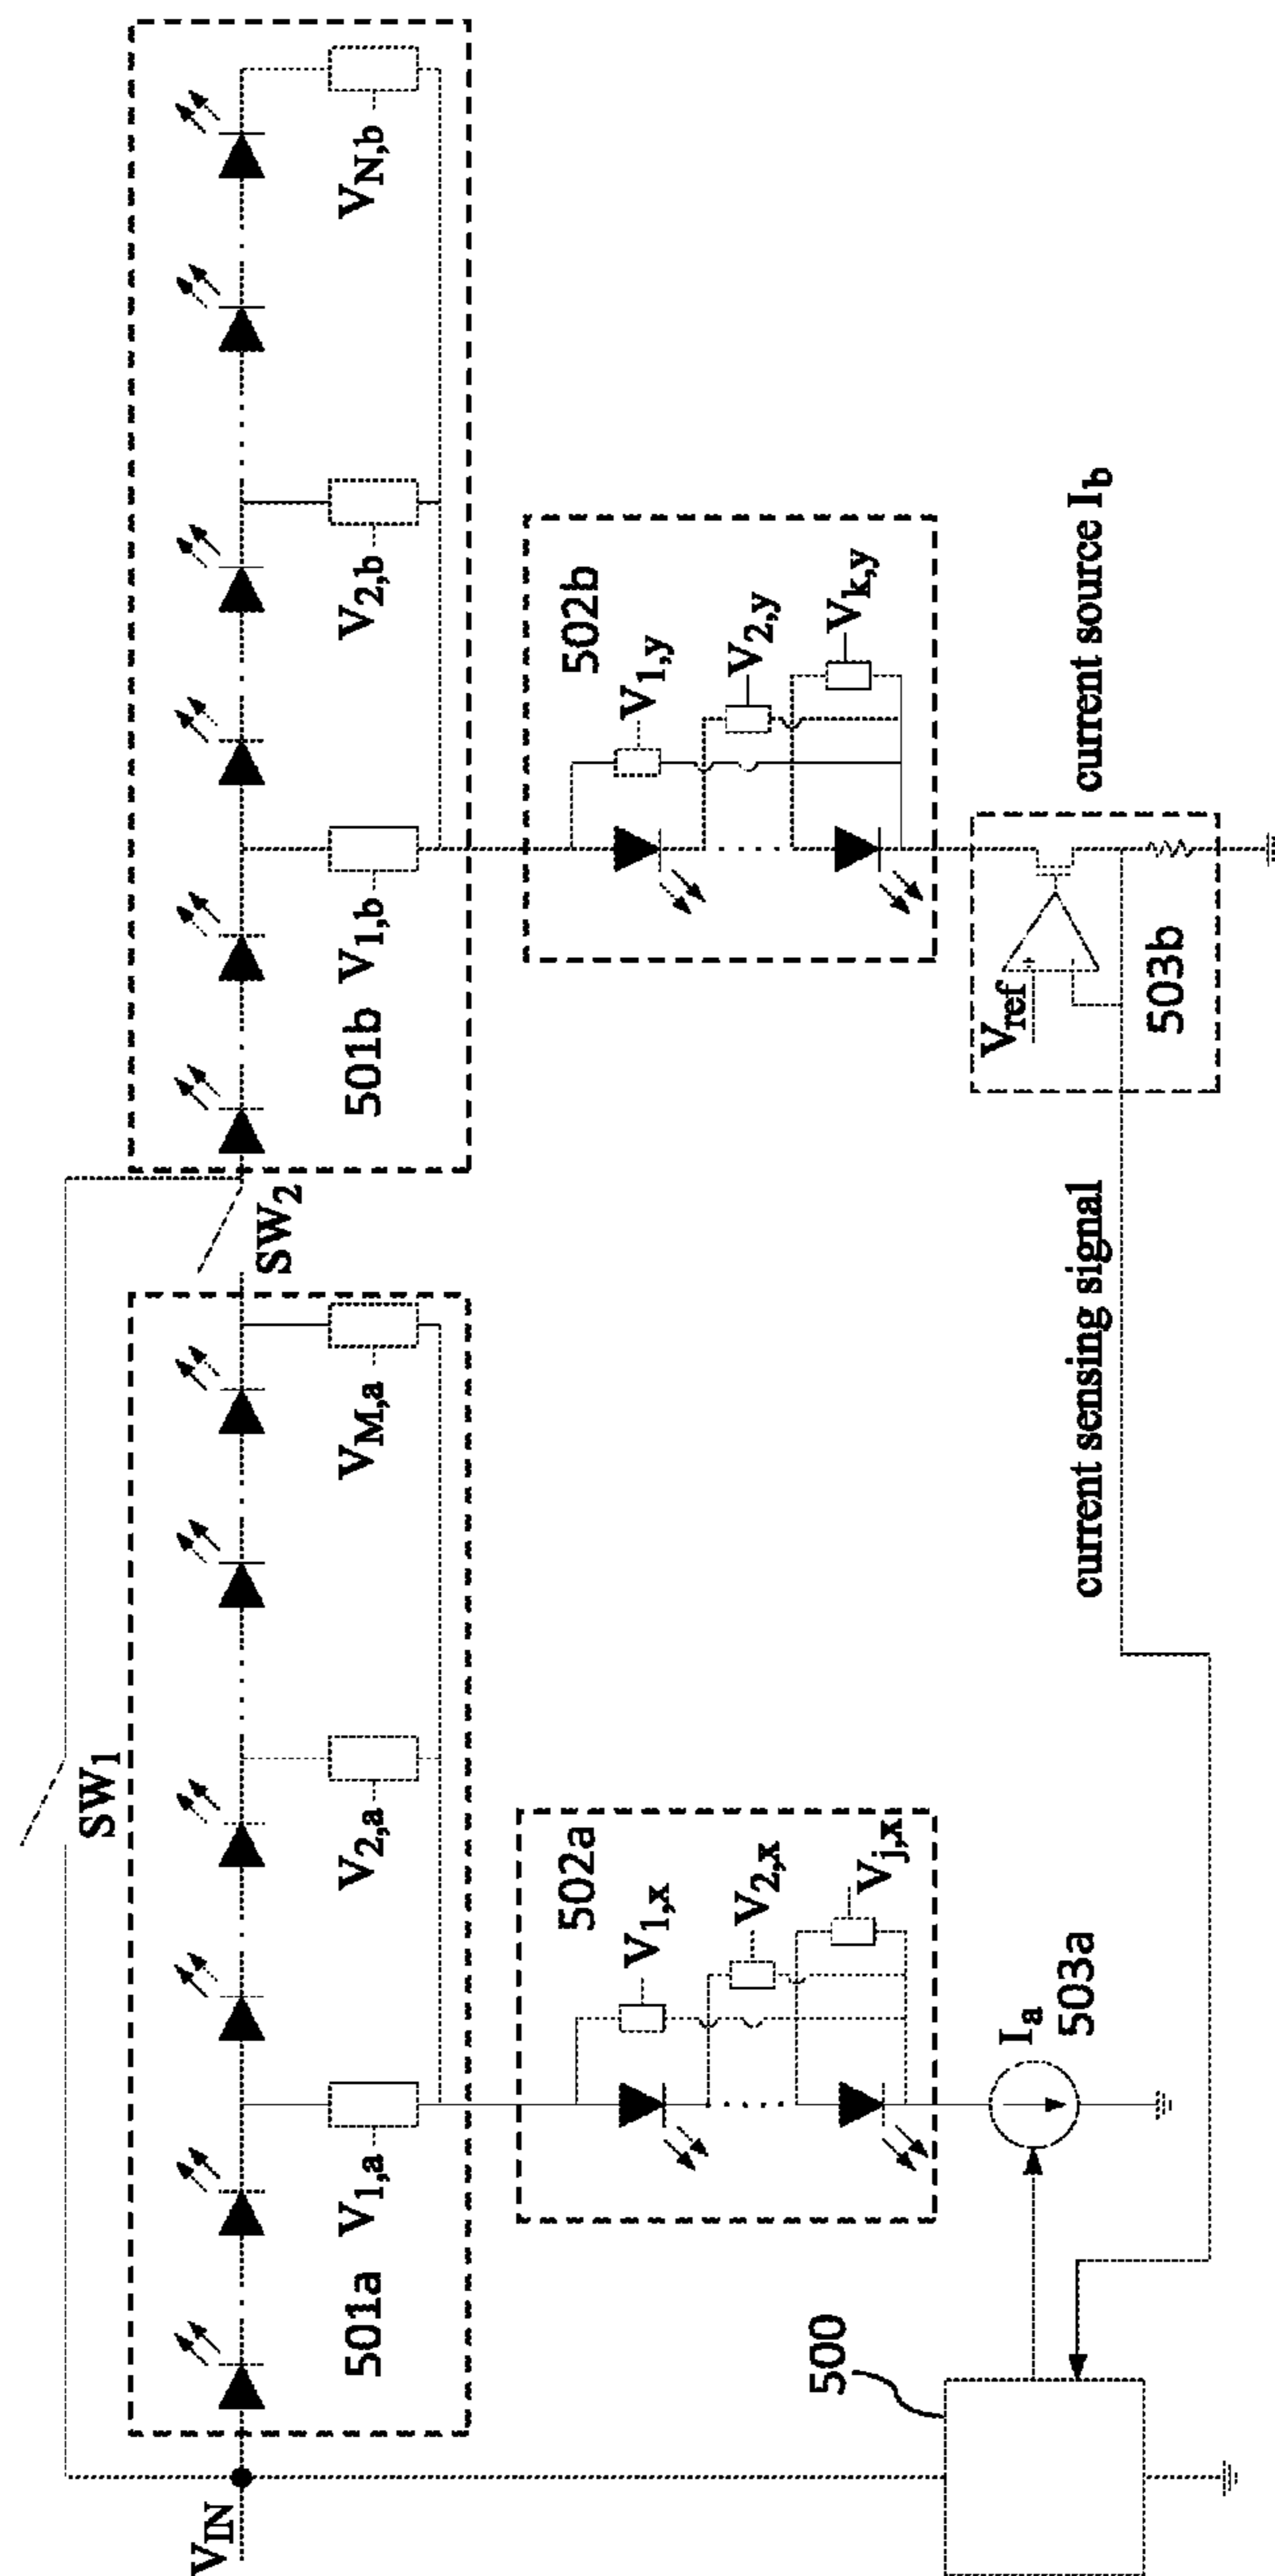 V_IN
SW_1
SW_2
501a
V_1,a
V_2,a
V_M,a
501b
V_1,b
V_2,b
V_N,b
502a
V_1,x
V_2,x
V_j,x
502b
V_1,y
V_2,y
V_k,y
500
I_a
503a
current sensing signal
V_ref
+
−
503b
current source I_b